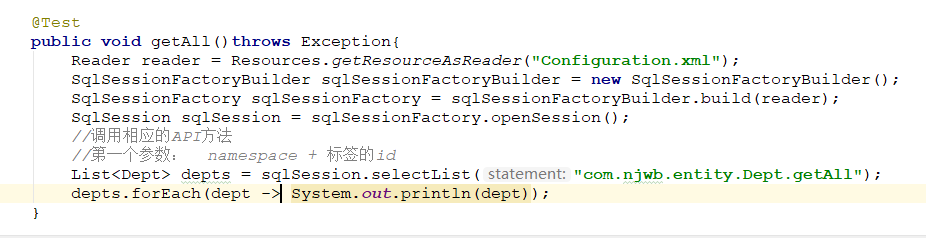 @Test
public void getAll()throws Exception{
Reader reader = Resources.getResourceAsReader("Configuration.xml");
SqlSessionFactoryBuilder sqlSessionFactoryBuilder = new SqlSessionFactoryBuilder();
SqlSessionFactory sqlSessionFactory = sqlSessionFactoryBuilder.build(reader);
SqlSession sqlSession = sqlSessionFactory.openSession();
//调用相应的API方法
//第一个参数： namespace + 标签的id
List<Dept> depts = sqlSession.selectList( statement: "com.njwb.entity.Dept.getAll");
depts.forEach(dept -> System.out.println(dept));
}